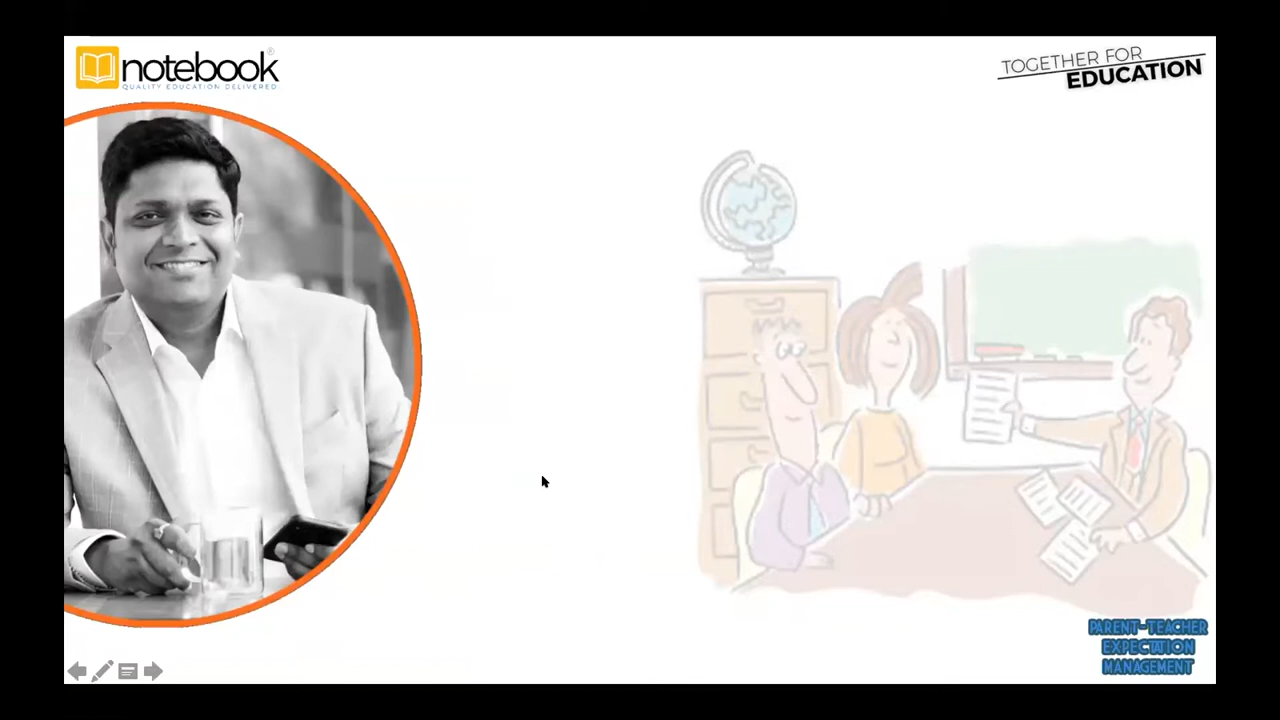 notebook®
QUALITY EDUCATION DELIVERED
TOGETHER FOR
EDUCATION
PARENT-TEACHER
EXPECTATION
MANAGEMENT